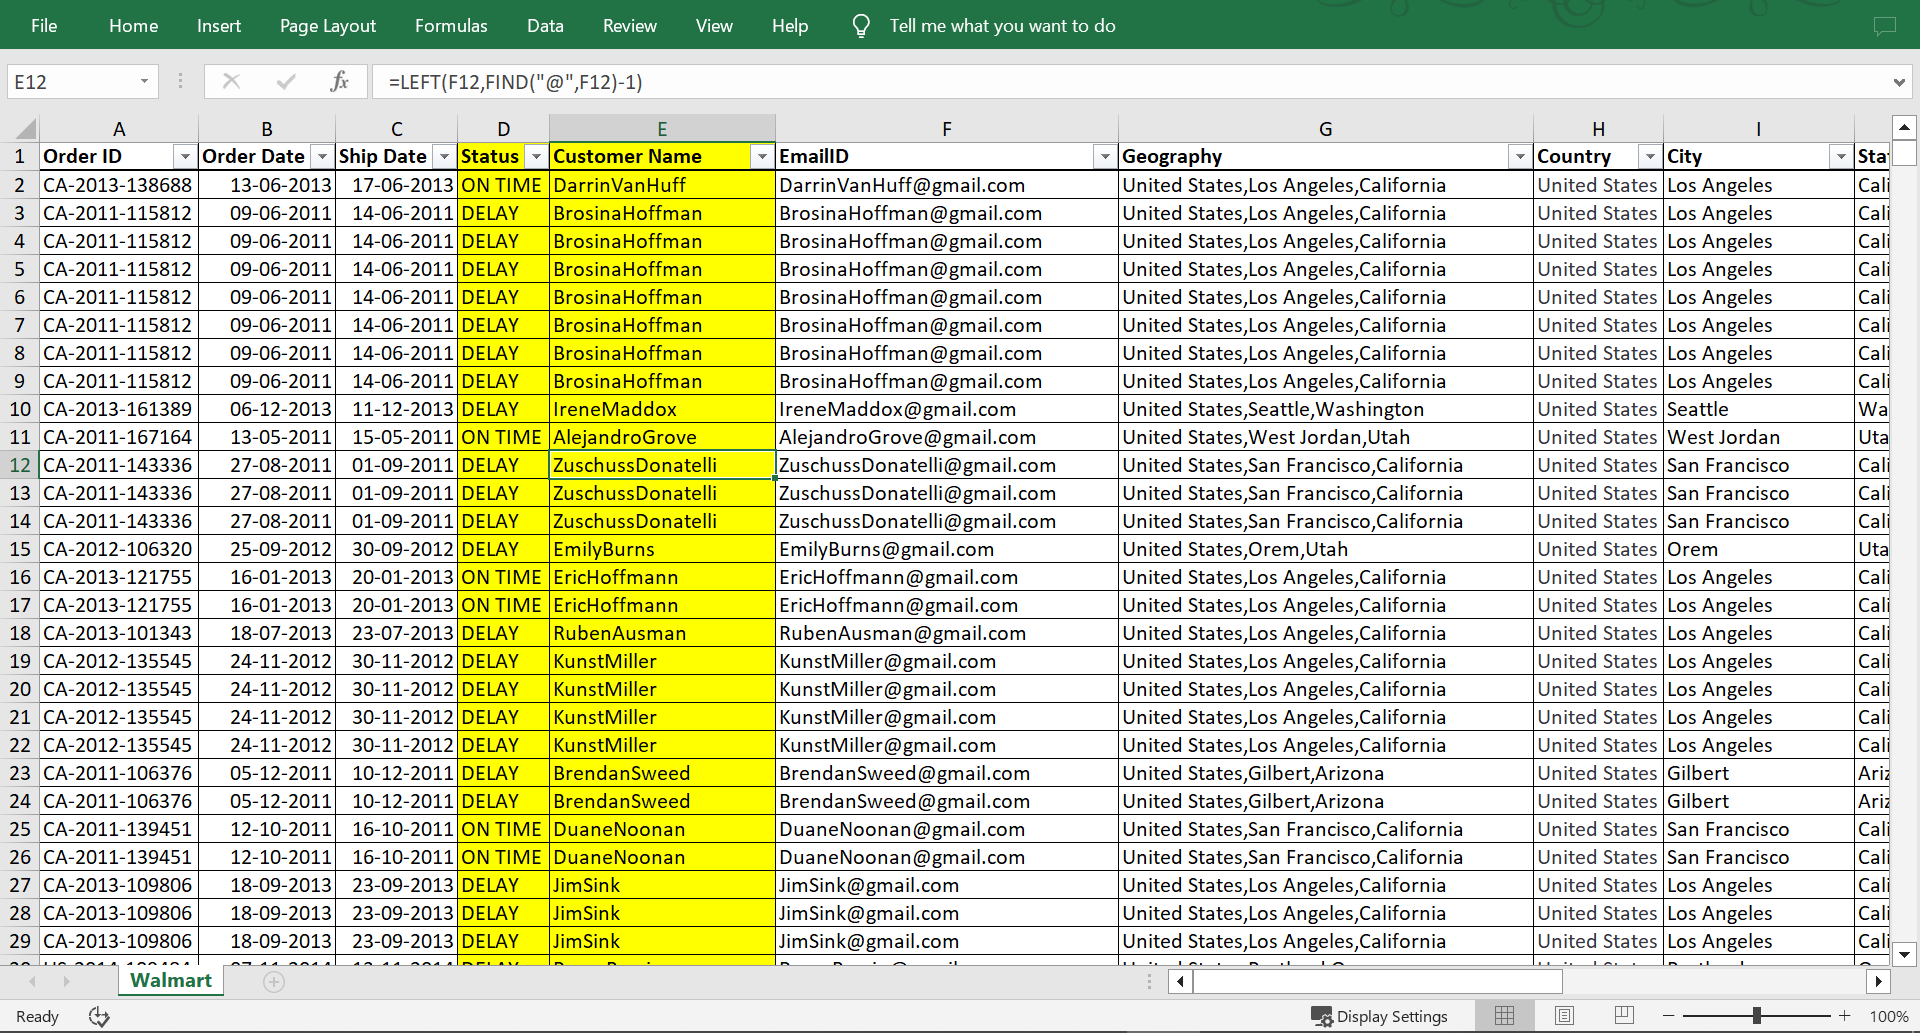 File Home Insert Page Layout Formulas Data Review View Help Tell me what you want to do
E12 fx =LEFT(F12,FIND("@",F12)-1)
A B C D E F G H I
1 Order ID Order Date Ship Date Status Customer Name EmailID Geography Country City
2 CA-2013-138688 13-06-2013 17-06-2013 ON TIME DarrinVanHuff DarrinVanHuff@gmail.com United States,Los Angeles,California United States Los Angeles Cali
3 CA-2011-115812 09-06-2011 14-06-2011 DELAY BrosinaHoffman BrosinaHoffman@gmail.com United States,Los Angeles,California United States Los Angeles Cali
4 CA-2011-115812 09-06-2011 14-06-2011 DELAY BrosinaHoffman BrosinaHoffman@gmail.com United States,Los Angeles,California United States Los Angeles Cali
5 CA-2011-115812 09-06-2011 14-06-2011 DELAY BrosinaHoffman BrosinaHoffman@gmail.com United States,Los Angeles,California United States Los Angeles Cali
6 CA-2011-115812 09-06-2011 14-06-2011 DELAY BrosinaHoffman BrosinaHoffman@gmail.com United States,Los Angeles,California United States Los Angeles Cali
7 CA-2011-115812 09-06-2011 14-06-2011 DELAY BrosinaHoffman BrosinaHoffman@gmail.com United States,Los Angeles,California United States Los Angeles Cali
8 CA-2011-115812 09-06-2011 14-06-2011 DELAY BrosinaHoffman BrosinaHoffman@gmail.com United States,Los Angeles,California United States Los Angeles Cali
9 CA-2011-115812 09-06-2011 14-06-2011 DELAY BrosinaHoffman BrosinaHoffman@gmail.com United States,Los Angeles,California United States Los Angeles Cali
10 CA-2013-161389 06-12-2013 11-12-2013 DELAY IreneMaddox IreneMaddox@gmail.com United States,Seattle,Washington United States Seattle Wa
11 CA-2011-167164 13-05-2011 15-05-2011 ON TIME AlejandroGrove AlejandroGrove@gmail.com United States,West Jordan,Utah United States West Jordan Uta
12 CA-2011-143336 27-08-2011 01-09-2011 DELAY ZuschussDonatelli ZuschussDonatelli@gmail.com United States,San Francisco,California United States San Francisco Cali
13 CA-2011-143336 27-08-2011 01-09-2011 DELAY ZuschussDonatelli ZuschussDonatelli@gmail.com United States,San Francisco,California United States San Francisco Cali
14 CA-2011-143336 27-08-2011 01-09-2011 DELAY ZuschussDonatelli ZuschussDonatelli@gmail.com United States,San Francisco,California United States San Francisco Cali
15 CA-2012-106320 25-09-2012 30-09-2012 DELAY EmilyBurns EmilyBurns@gmail.com United States,Orem,Utah United States Orem Uta
16 CA-2013-121755 16-01-2013 20-01-2013 ON TIME EricHoffmann EricHoffmann@gmail.com United States,Los Angeles,California United States Los Angeles Cali
17 CA-2013-121755 16-01-2013 20-01-2013 ON TIME EricHoffmann EricHoffmann@gmail.com United States,Los Angeles,California United States Los Angeles Cali
18 CA-2013-101343 18-07-2013 23-07-2013 DELAY RubenAusman RubenAusman@gmail.com United States,Los Angeles,California United States Los Angeles Cali
19 CA-2012-135545 24-11-2012 30-11-2012 DELAY KunstMiller KunstMiller@gmail.com United States,Los Angeles,California United States Los Angeles Cali
20 CA-2012-135545 24-11-2012 30-11-2012 DELAY KunstMiller KunstMiller@gmail.com United States,Los Angeles,California United States Los Angeles Cali
21 CA-2012-135545 24-11-2012 30-11-2012 DELAY KunstMiller KunstMiller@gmail.com United States,Los Angeles,California United States Los Angeles Cali
22 CA-2012-135545 24-11-2012 30-11-2012 DELAY KunstMiller KunstMiller@gmail.com United States,Los Angeles,California United States Los Angeles Cali
23 CA-2011-106376 05-12-2011 10-12-2011 DELAY BrendanSweed BrendanSweed@gmail.com United States,Gilbert,Arizona United States Gilbert Ariz
24 CA-2011-106376 05-12-2011 10-12-2011 DELAY BrendanSweed BrendanSweed@gmail.com United States,Gilbert,Arizona United States Gilbert Ariz
25 CA-2011-139451 12-10-2011 16-10-2011 ON TIME DuaneNoonan DuaneNoonan@gmail.com United States,San Francisco,California United States San Francisco Cali
26 CA-2011-139451 12-10-2011 16-10-2011 ON TIME DuaneNoonan DuaneNoonan@gmail.com United States,San Francisco,California United States San Francisco Cali
27 CA-2013-109806 18-09-2013 23-09-2013 DELAY JimSink JimSink@gmail.com United States,Los Angeles,California United States Los Angeles Cali
28 CA-2013-109806 18-09-2013 23-09-2013 DELAY JimSink JimSink@gmail.com United States,Los Angeles,California United States Los Angeles Cali
29 CA-2013-109806 18-09-2013 23-09-2013 DELAY JimSink JimSink@gmail.com United States,Los Angeles,California United States Los Angeles Cali
Walmart
Ready Display Settings 100%